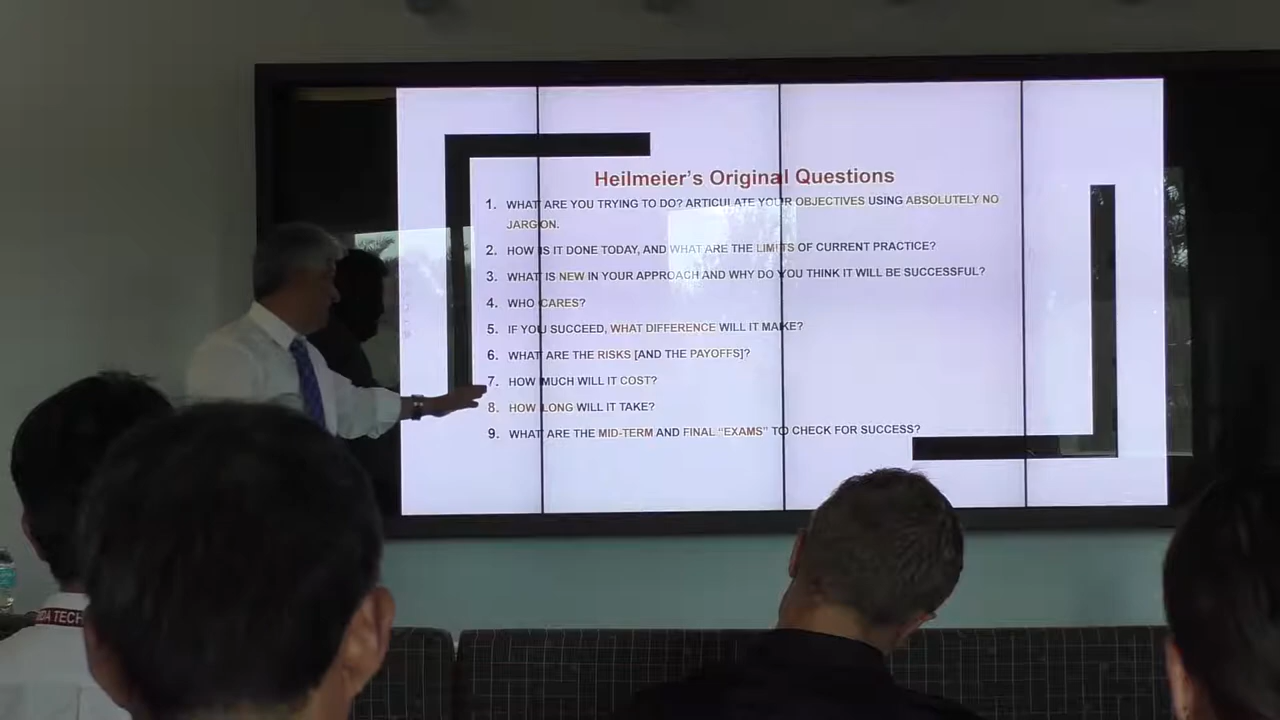 Heilmeier's Original Questions
1. WHAT ARE YOU TRYING TO DO? ARTICULATE YOUR OBJECTIVES USING ABSOLUTELY NO
JARGON.
2. HOW IS IT DONE TODAY, AND WHAT ARE THE LIMITS OF CURRENT PRACTICE?
3. WHAT IS NEW IN YOUR APPROACH AND WHY DO YOU THINK IT WILL BE SUCCESSFUL?
4. WHO CARES?
5. IF YOU SUCCEED, WHAT DIFFERENCE WILL IT MAKE?
6. WHAT ARE THE RISKS [AND THE PAYOFFS]?
7. HOW MUCH WILL IT COST?
8. HOW LONG WILL IT TAKE?
9. WHAT ARE THE MID-TERM AND FINAL “EXAMS” TO CHECK FOR SUCCESS?
TECH